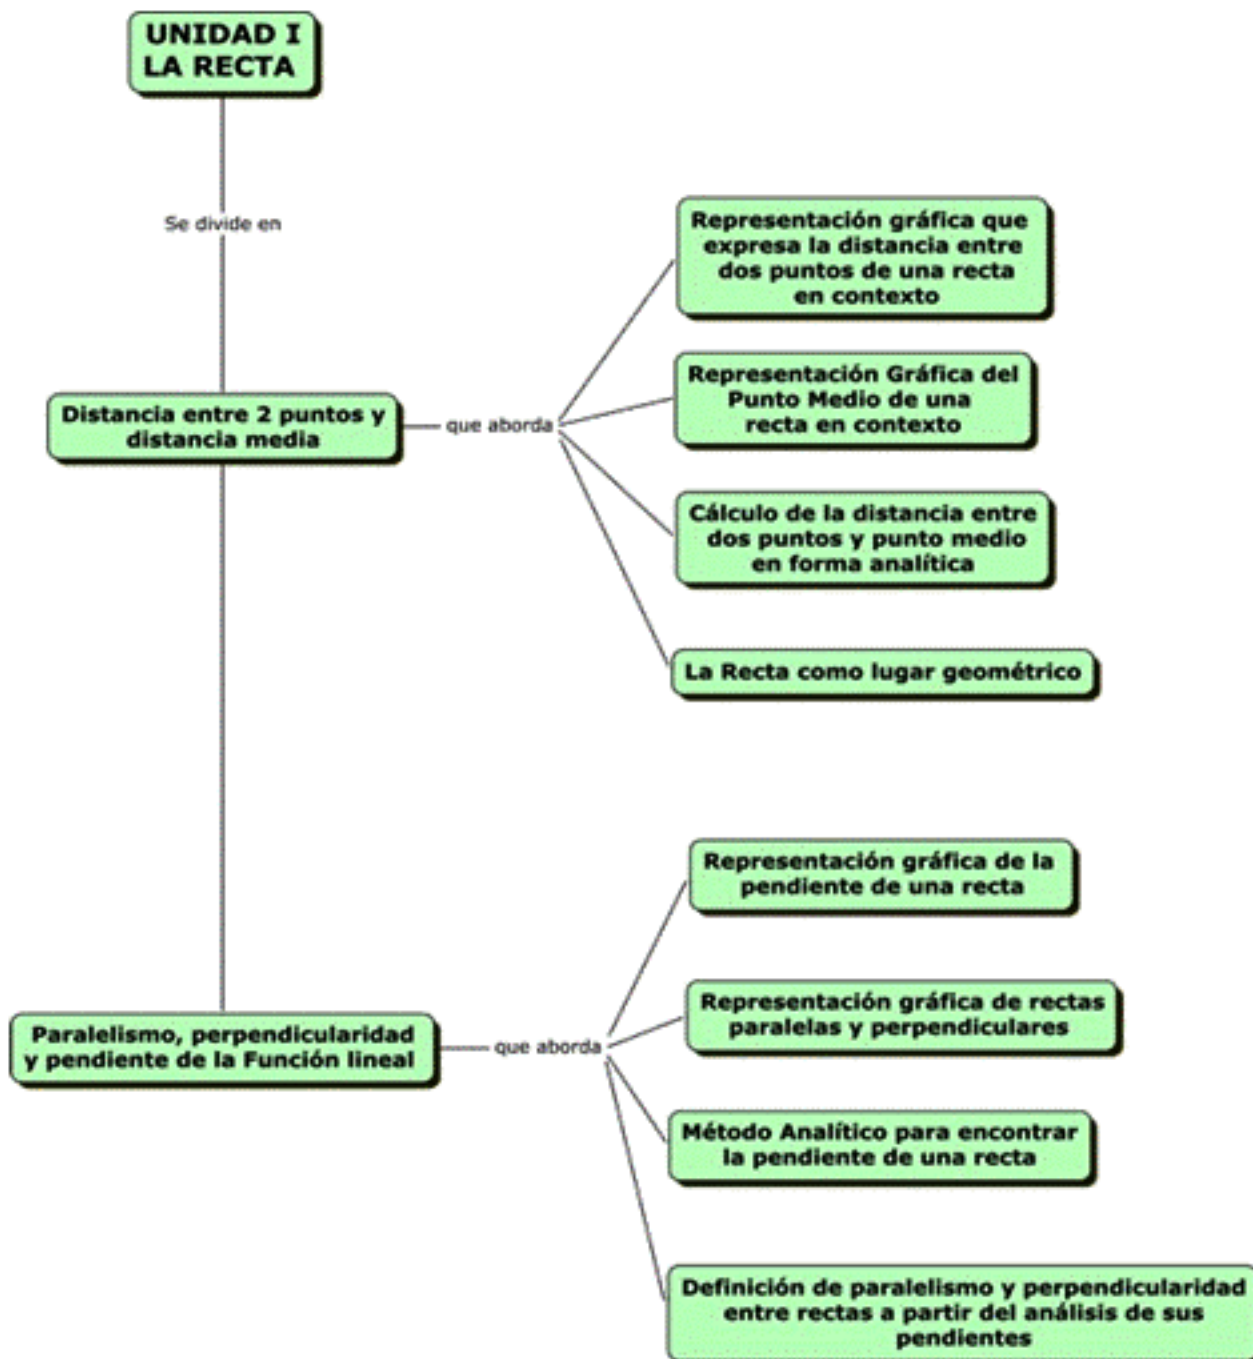 UNIDAD I
LA RECTA
Se divide en
Distancia entre 2 puntos y
distancia media
que aborda
Representación gráfica que
expresa la distancia entre
dos puntos de una recta
en contexto
Representación Gráfica del
Punto Medio de una
recta en contexto
Cálculo de la distancia entre
dos puntos y punto medio
en forma analítica
La Recta como lugar geométrico
Paralelismo, perpendicularidad
y pendiente de la Función lineal
que aborda
Representación gráfica de la
pendiente de una recta
Representación gráfica de rectas
paralelas y perpendiculares
Método Analítico para encontrar
la pendiente de una recta
Definición de paralelismo y perpendicularidad
entre rectas a partir del análisis de sus
pendientes